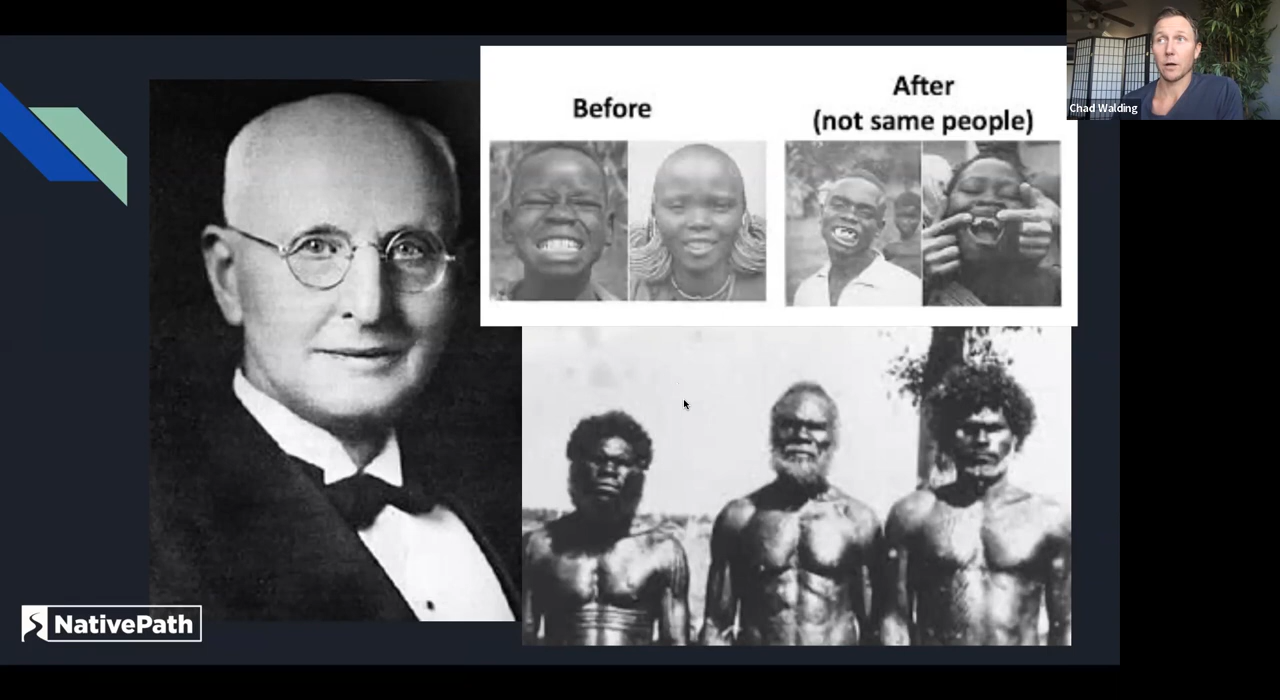 Before
After
(not same people)
Chad Walding
NativePath